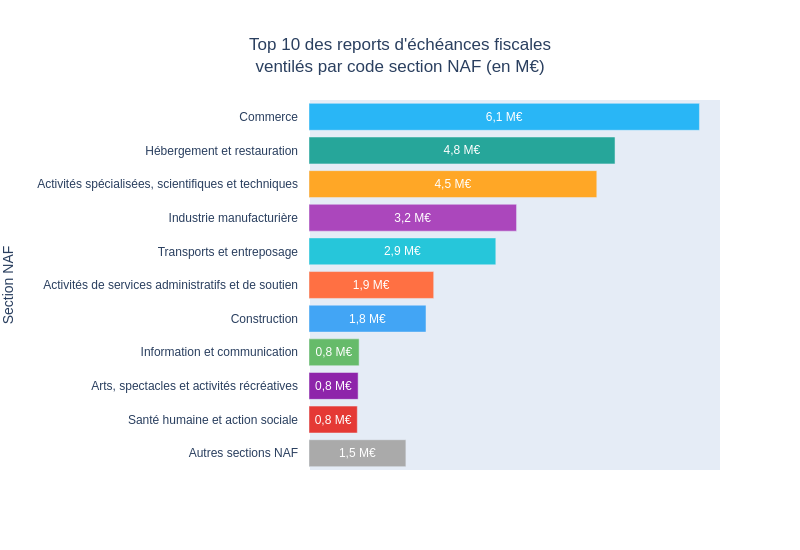 Top 10 des reports d'échéances fiscales
ventilés par code section NAF (en M€)
Section NAF
Commerce 6,1 M€
Hébergement et restauration 4,8 M€
Activités spécialisées, scientifiques et techniques 4,5 M€
Industrie manufacturière 3,2 M€
Transports et entreposage 2,9 M€
Activités de services administratifs et de soutien 1,9 M€
Construction 1,8 M€
Information et communication 0,8 M€
Arts, spectacles et activités récréatives 0,8 M€
Santé humaine et action sociale 0,8 M€
Autres sections NAF 1,5 M€